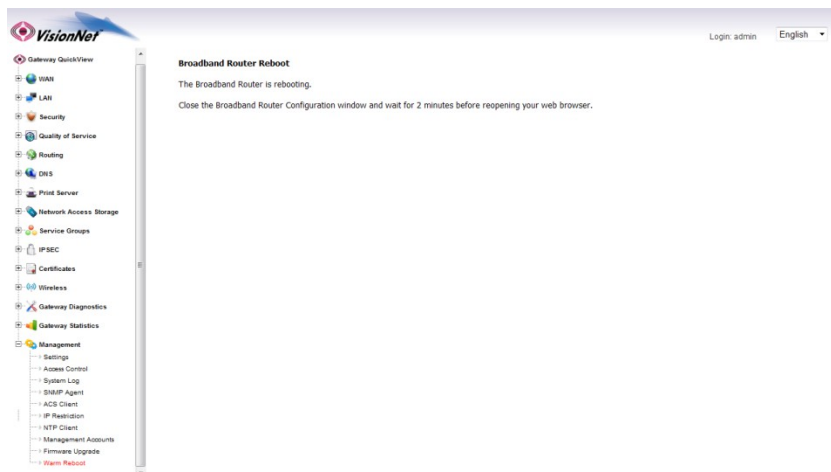 VisionNet
Login: admin
English
Gateway QuickView
WAN
LAN
Security
Quality of Service
Routing
DNS
Print Server
Network Access Storage
Service Groups
IPSEC
Certificates
Wireless
Gateway Diagnostics
Gateway Statistics
Management
Settings
Access Control
System Log
SNMP Agent
ACS Client
IP Restriction
NTP Client
Management Accounts
Firmware Upgrade
Warm Reboot
Broadband Router Reboot
The Broadband Router is rebooting.
Close the Broadband Router Configuration window and wait for 2 minutes before reopening your web browser.